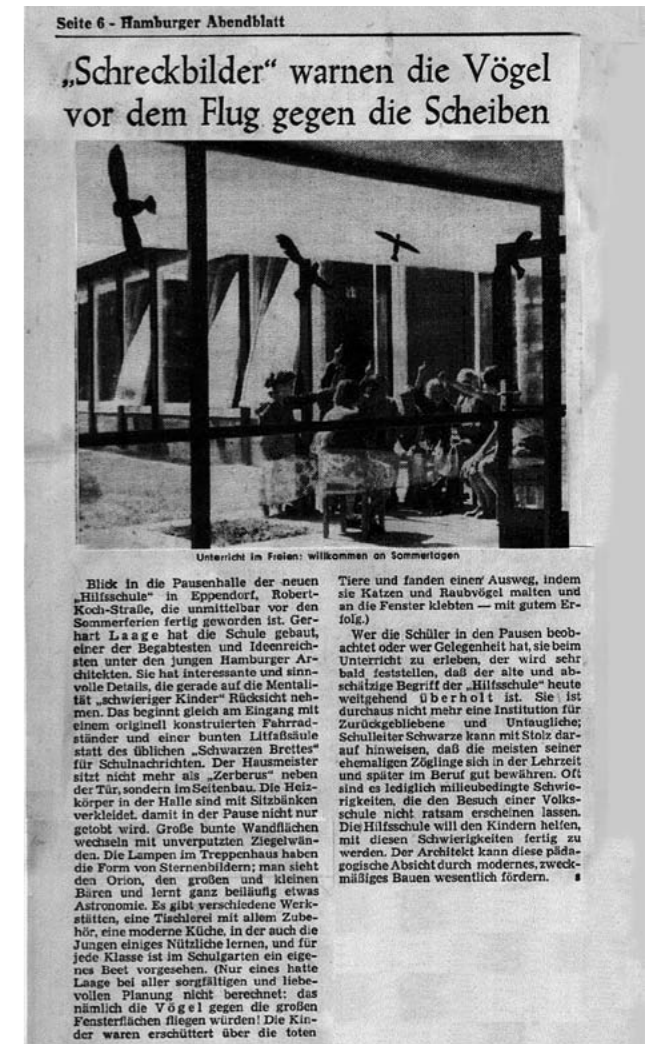 Seite 6 - Hamburger Abendblatt
„Schreckbilder“ warnen die Vögel
vor dem Flug gegen die Scheiben
Unterricht im Freien: willkommen an Sommertagen
Blick in die Pausenhalle der neuen
„Hilfsschule“ in Eppendorf, Robert-
Koch-Straße, die unmittelbar vor den
Sommerferien fertig geworden ist. Ger-
hart Laage hat die Schule gebaut,
einer der Begabtesten und Ideenreich-
sten unter den jungen Hamburger Ar-
chitekten. Sie hat interessante und sinn-
volle Details, die gerade auf die Mentali-
tät „schwieriger Kinder“ Rücksicht neh-
men. Das beginnt gleich am Eingang mit
einem originell konstruierten Fahrrad-
ständer und einer bunten Litfaßsäule
statt des üblichen „Schwarzen Brettes“
für Schulnachrichten. Der Hausmeister
sitzt nicht mehr als „Zerberus“ neben
der Tür, sondern im Seitenbau. Die Heiz-
körper in der Halle sind mit Sitzbänken
verkleidet, damit in der Pause nicht nur
getobt wird. Große bunte Wandflächen
wechseln mit unverputzten Ziegelwän-
den. Die Lampen im Treppenhaus haben
die Form von Sternenbildern; man sieht
den Orion, den großen und kleinen
Bären und lernt ganz beiläufig etwas
Astronomie. Es gibt verschiedene Werk-
stätten, eine Tischlerei mit allem Zube-
hör, eine moderne Küche, in der auch die
Jungen einiges Nützliche lernen, und für
jede Klasse ist im Schulgarten ein eige-
nes Beet vorgesehen. (Nur eines hatte
Laage bei aller sorgfältigen und liebe-
vollen Planung nicht berechnet: das
nämlich die Vögel gegen die großen
Fensterflächen fliegen würden! Die Kin-
der waren erschüttert über die toten
Tiere und fanden einen Ausweg, indem
sie Katzen und Raubvögel malten und
an die Fenster klebten — mit gutem Er-
folg.)
Wer die Schüler in den Pausen beob-
achtet oder wer Gelegenheit hat, sie beim
Unterricht zu erleben, der wird sehr
bald feststellen, daß der alte und ab-
schätzige Begriff der „Hilfsschule“ heute
weitgehend überholt ist. Sie ist
durchaus nicht mehr eine Institution für
Zurückgebliebene und Untaugliche;
Schulleiter Schwarze kann mit Stolz dar-
auf hinweisen, daß die meisten seiner
ehemaligen Zöglinge sich in der Lehrzeit
und später im Beruf gut bewähren. Oft
sind es lediglich milieubedingte Schwie-
rigkeiten, die den Besuch einer Volks-
schule nicht ratsam erscheinen lassen.
Die Hilfsschule will den Kindern helfen,
mit diesen Schwierigkeiten fertig zu
werden. Der Architekt kann diese päda-
gogische Absicht durch modernes, zweck-
mäßiges Bauen wesentlich fördern.